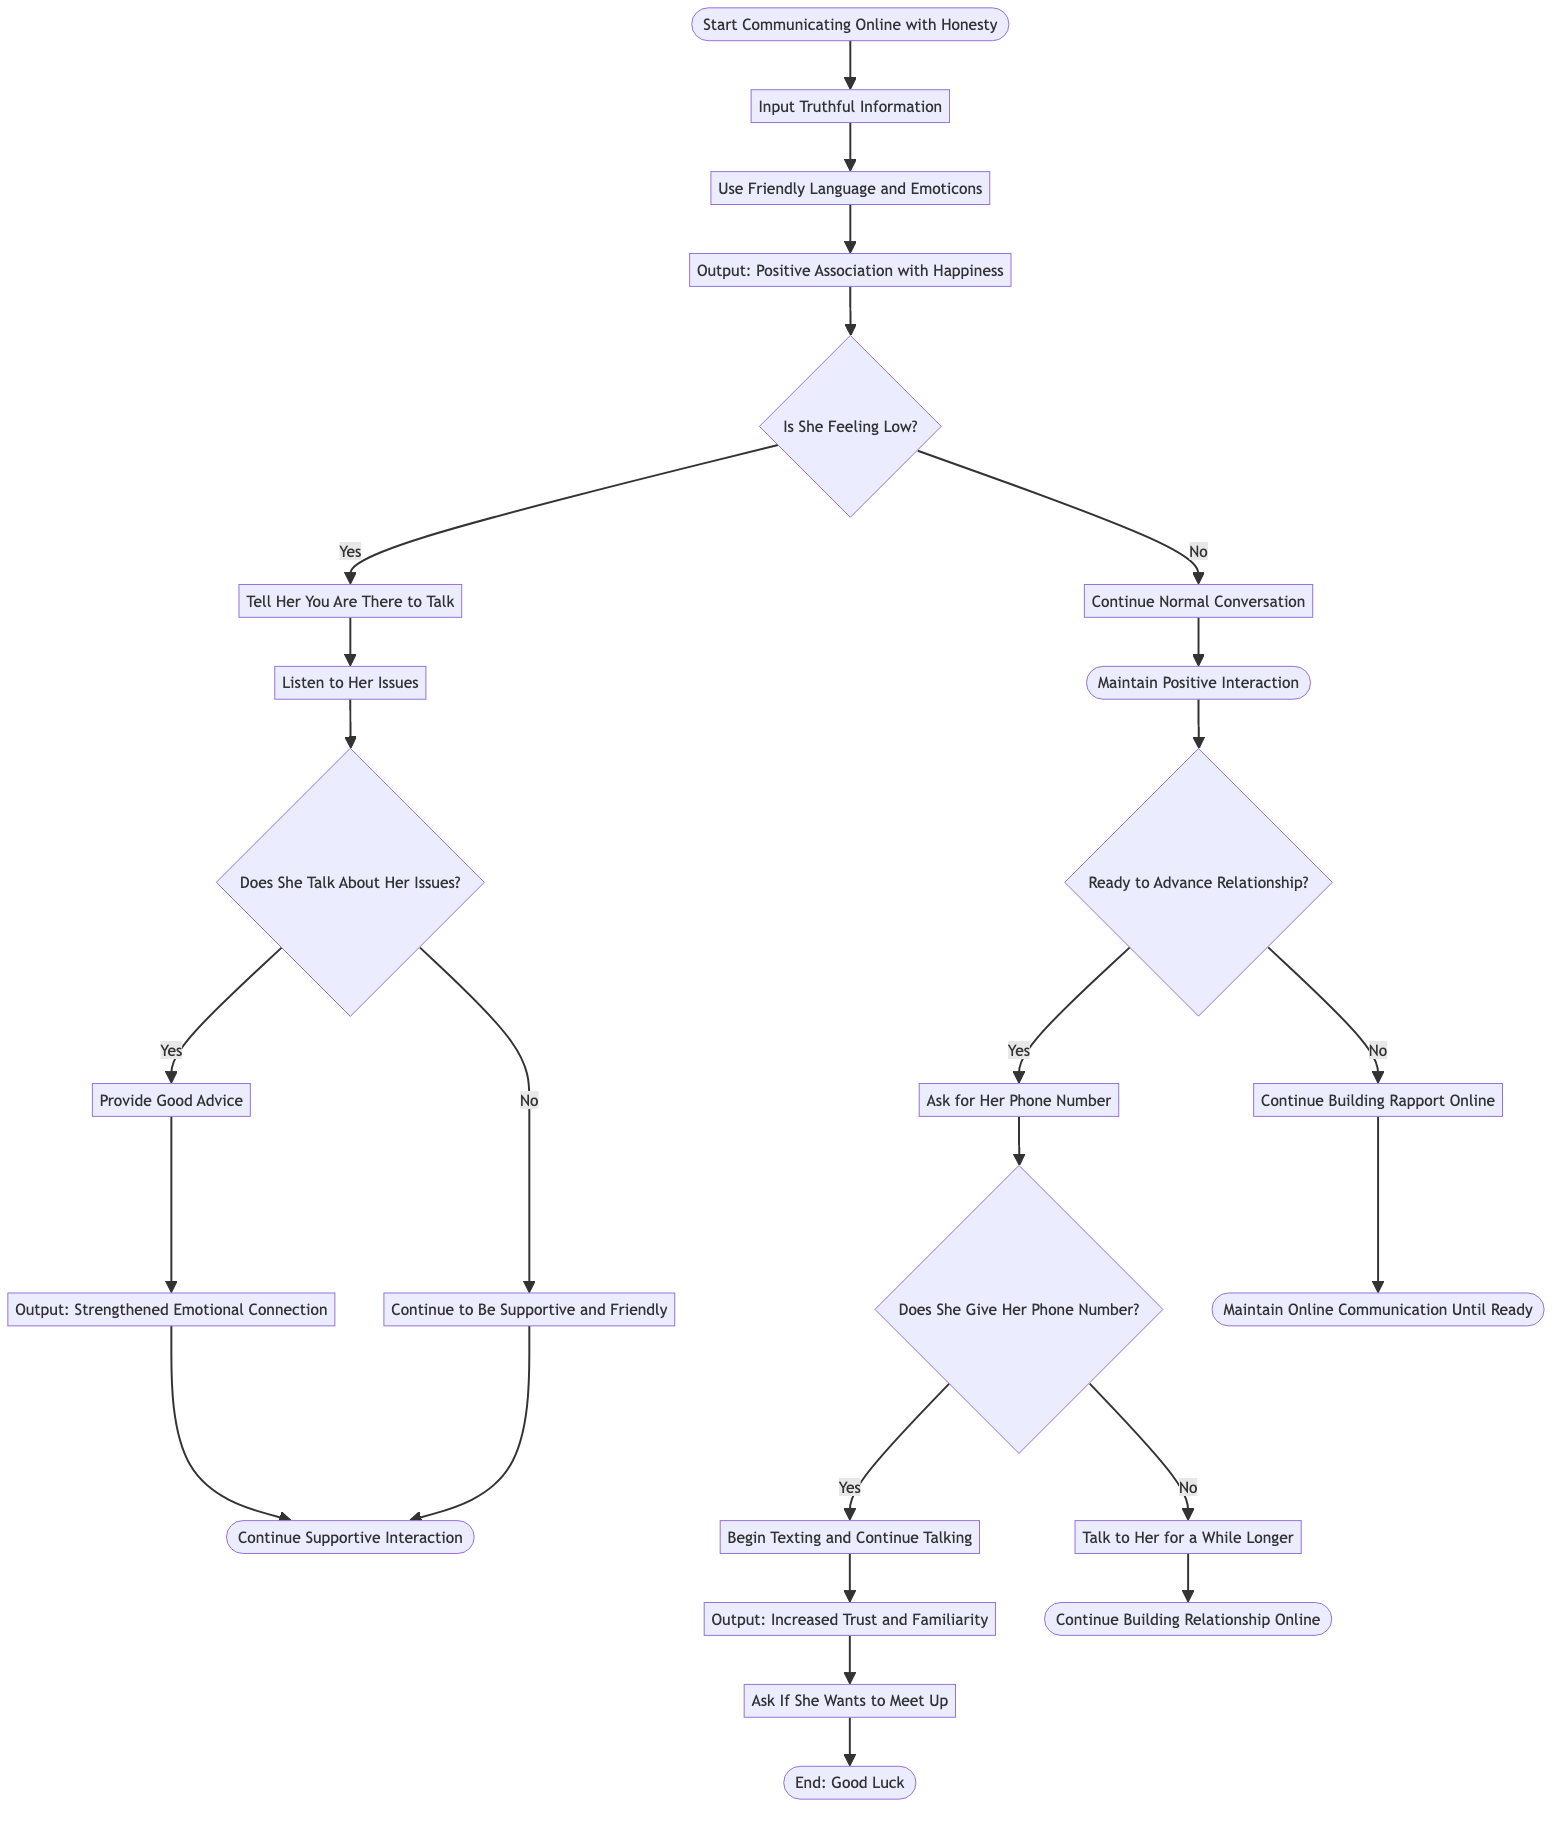 Start Communicating Online with Honesty
Input Truthful Information
Use Friendly Language and Emoticons
Output: Positive Association with Happiness
Is She Feeling Low?
Yes
No
Tell Her You Are There to Talk
Continue Normal Conversation
Listen to Her Issues
Maintain Positive Interaction
Does She Talk About Her Issues?
Ready to Advance Relationship?
Yes
No
Yes
No
Provide Good Advice
Ask for Her Phone Number
Continue Building Rapport Online
Output: Strengthened Emotional Connection
Continue to Be Supportive and Friendly
Does She Give Her Phone Number?
Maintain Online Communication Until Ready
Yes
No
Continue Supportive Interaction
Begin Texting and Continue Talking
Talk to Her for a While Longer
Output: Increased Trust and Familiarity
Continue Building Relationship Online
Ask If She Wants to Meet Up
End: Good Luck